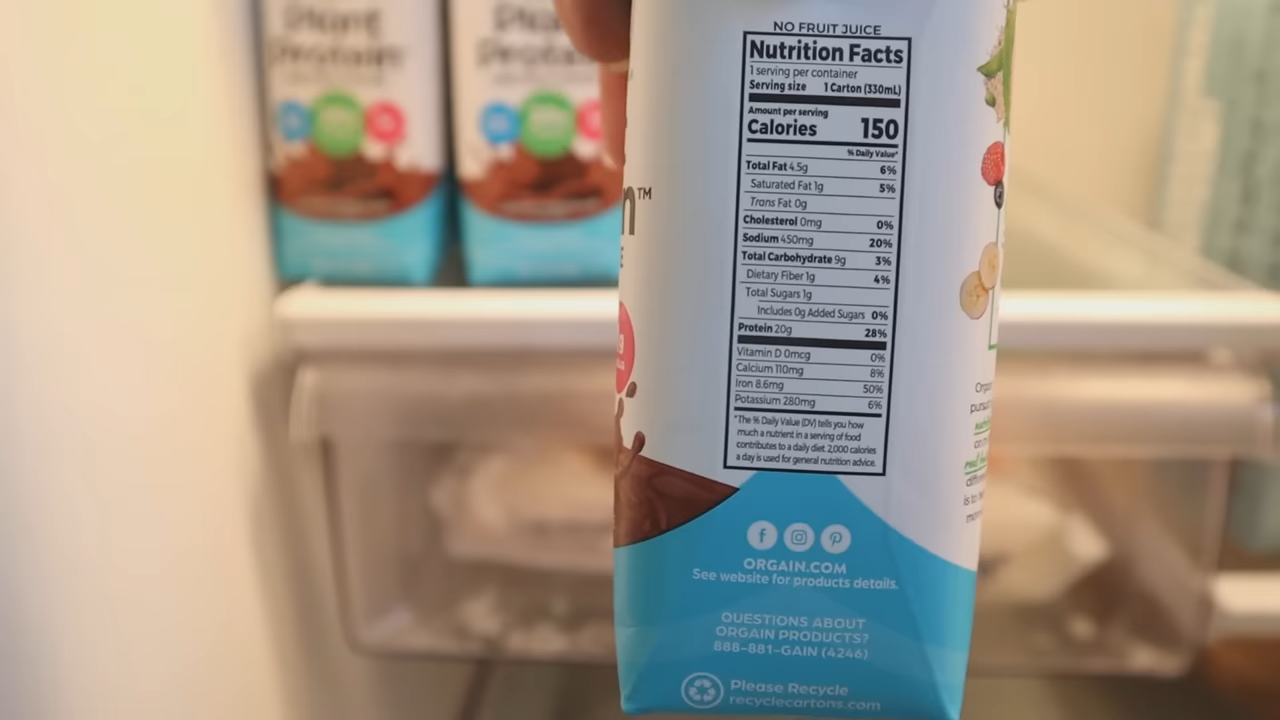 Plant
Protein
Plant
NO FRUIT JUICE
Nutrition Facts
1 serving per container
Serving size 1 Carton (330mL)
Amount per serving
Calories 150
% Daily Value*
Total Fat 4.5g 6%
Saturated Fat 1g 5%
Trans Fat 0g
Cholesterol 0mg 0%
Sodium 450mg 20%
Total Carbohydrate 9g 3%
Dietary Fiber 1g 4%
Total Sugars 1g
Includes 0g Added Sugars 0%
Protein 20g 28%
Vitamin D 0mcg 0%
Calcium 110mg 8%
Iron 8.6mg 50%
Potassium 280mg 6%
*The % Daily Value (DV) tells you how
much a nutrient in a serving of food
contributes to a daily diet. 2,000 calories
a day is used for general nutrition advice.
n™
ORGAIN.COM
See website for products details.
QUESTIONS ABOUT
ORGAIN PRODUCTS?
888-881-GAIN (4246)
Please Recycle
recyclecartons.com